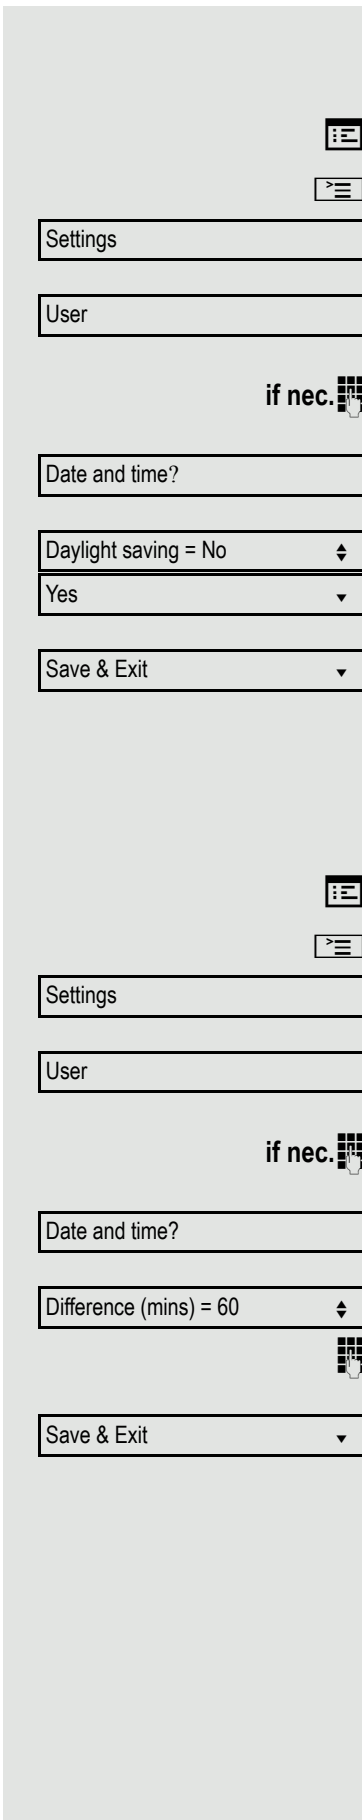 Settings
User
if nec.
Date and time?
Daylight saving = No
Yes
Save & Exit
Settings
User
if nec.
Date and time?
Difference (mins) = 60
Save & Exit